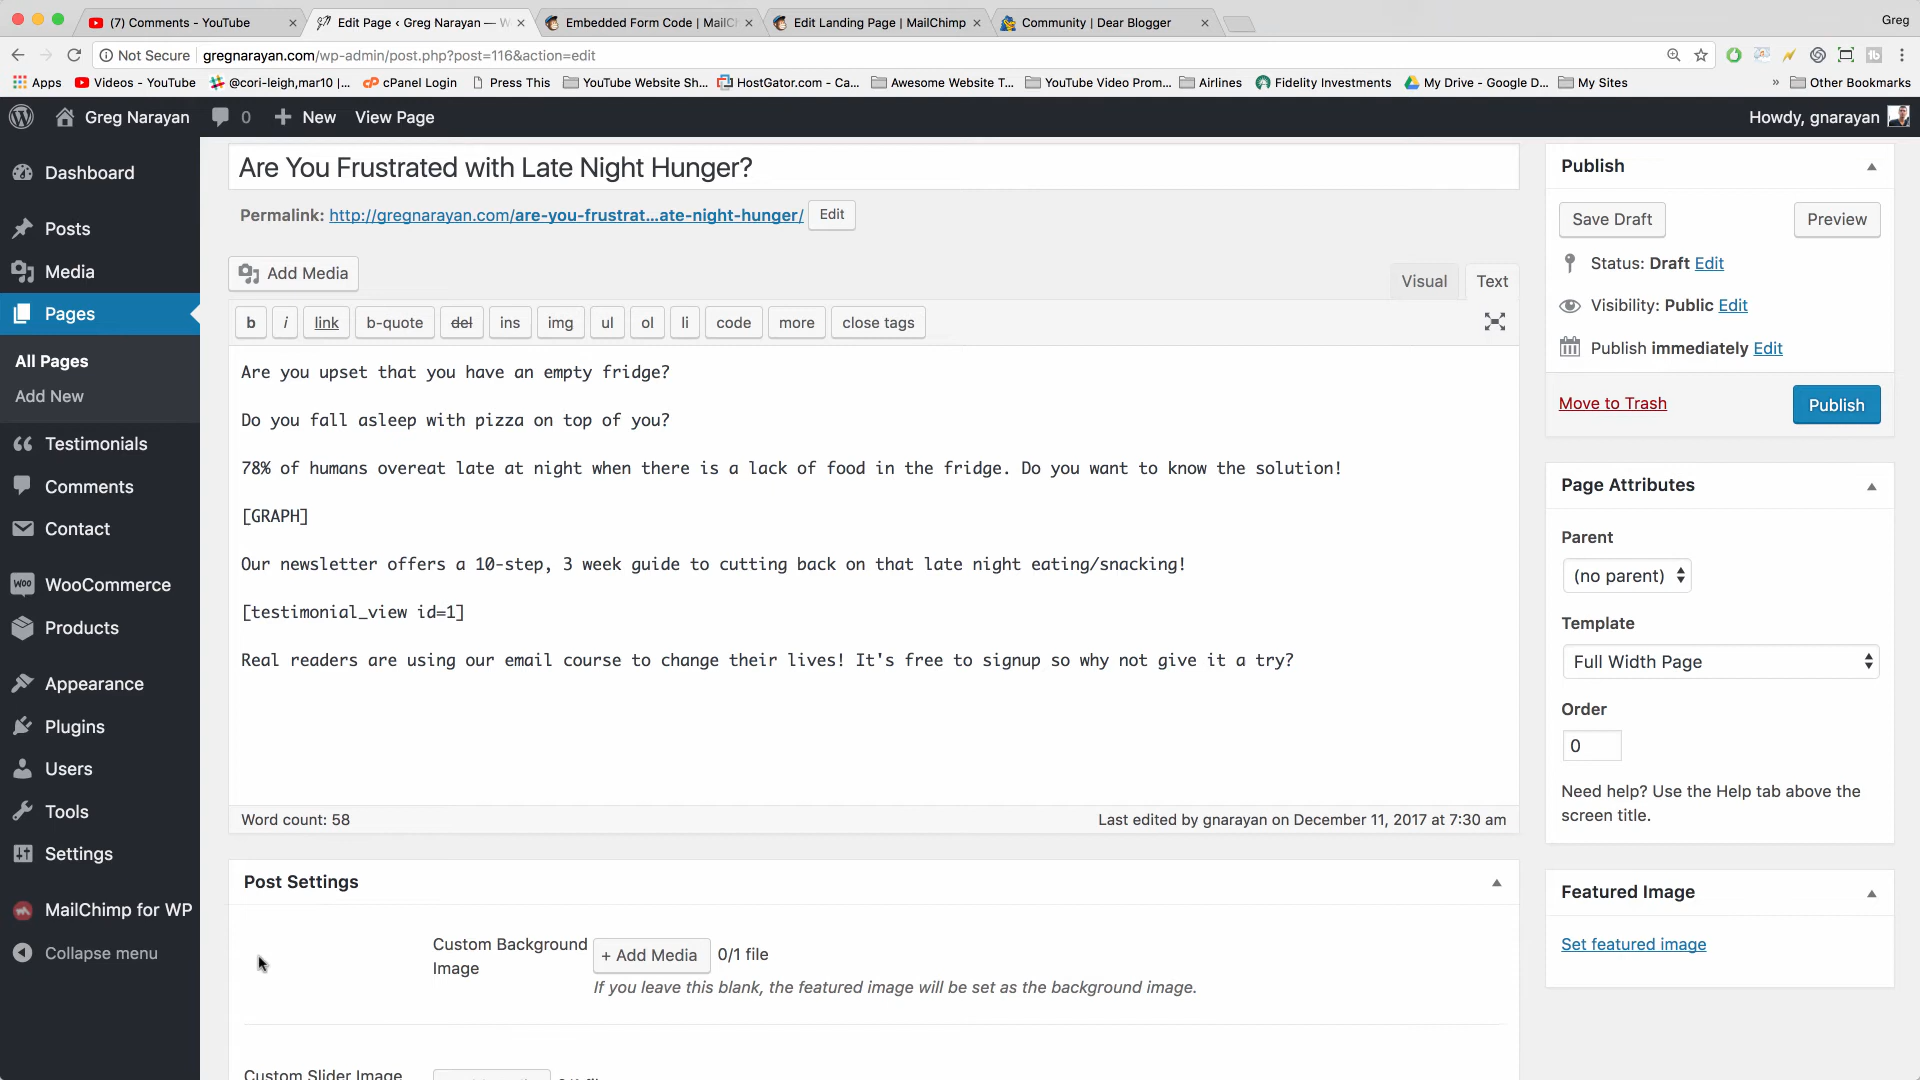 (7) Comments - YouTube
Edit Page ‹ Greg Narayan — W
Embedded Form Code | MailC
Edit Landing Page | MailChimp
Community | Dear Blogger
Greg
Not Secure gregnarayan.com/wp-admin/post.php?post=116&action=edit
Apps
Videos - YouTube
@cori-leigh,mar10 |...
cPanel Login
Press This
YouTube Website Sh...
HostGator.com - Ca...
Awesome Website T...
YouTube Video Prom...
Airlines
Fidelity Investments
My Drive - Google D...
My Sites
»
Other Bookmarks
Greg Narayan
0
New
View Page
Howdy, gnarayan
Dashboard
Posts
Media
Pages
All Pages
Add New
Testimonials
Comments
Contact
WooCommerce
Products
Appearance
Plugins
Users
Tools
Settings
MailChimp for WP
Collapse menu
Are You Frustrated with Late Night Hunger?
Permalink: http://gregnarayan.com/are-you-frustrat...ate-night-hunger/ Edit
Add Media
Visual
Text
b
i
link
b-quote
del
ins
img
ul
ol
li
code
more
close tags
Are you upset that you have an empty fridge?
Do you fall asleep with pizza on top of you?
78% of humans overeat late at night when there is a lack of food in the fridge. Do you want to know the solution!
[GRAPH]
Our newsletter offers a 10-step, 3 week guide to cutting back on that late night eating/snacking!
[testimonial_view id=1]
Real readers are using our email course to change their lives! It's free to signup so why not give it a try?
Word count: 58
Last edited by gnarayan on December 11, 2017 at 7:30 am
Post Settings
Custom Background
Image
+ Add Media
0/1 file
If you leave this blank, the featured image will be set as the background image.
Custom Slider Image
Publish
Save Draft
Preview
Status: Draft Edit
Visibility: Public Edit
Publish immediately Edit
Move to Trash
Publish
Page Attributes
Parent
(no parent)
Template
Full Width Page
Order
0
Need help? Use the Help tab above the
screen title.
Featured Image
Set featured image